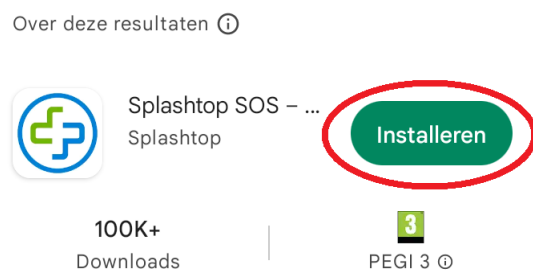 Over deze resultaten
Splashtop SOS – ...
Splashtop
Installeren
100K+
Downloads
3
PEGI 3